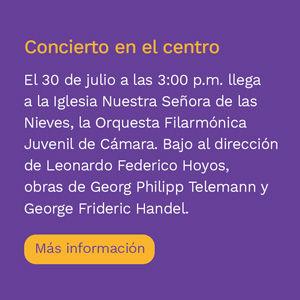 Concierto en el centro
El 30 de julio a las 3:00 p.m. llega
a la Iglesia Nuestra Señora de las
Nieves, la Orquesta Filarmónica
Juvenil de Cámara. Bajo al dirección
de Leonardo Federico Hoyos,
obras de Georg Philipp Telemann y
George Frideric Handel.
Más información